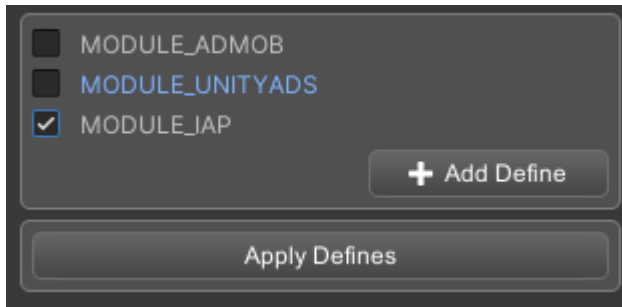 MODULE_ADMOB
MODULE_UNITYADS
MODULE_IAP
Add Define
Apply Defines